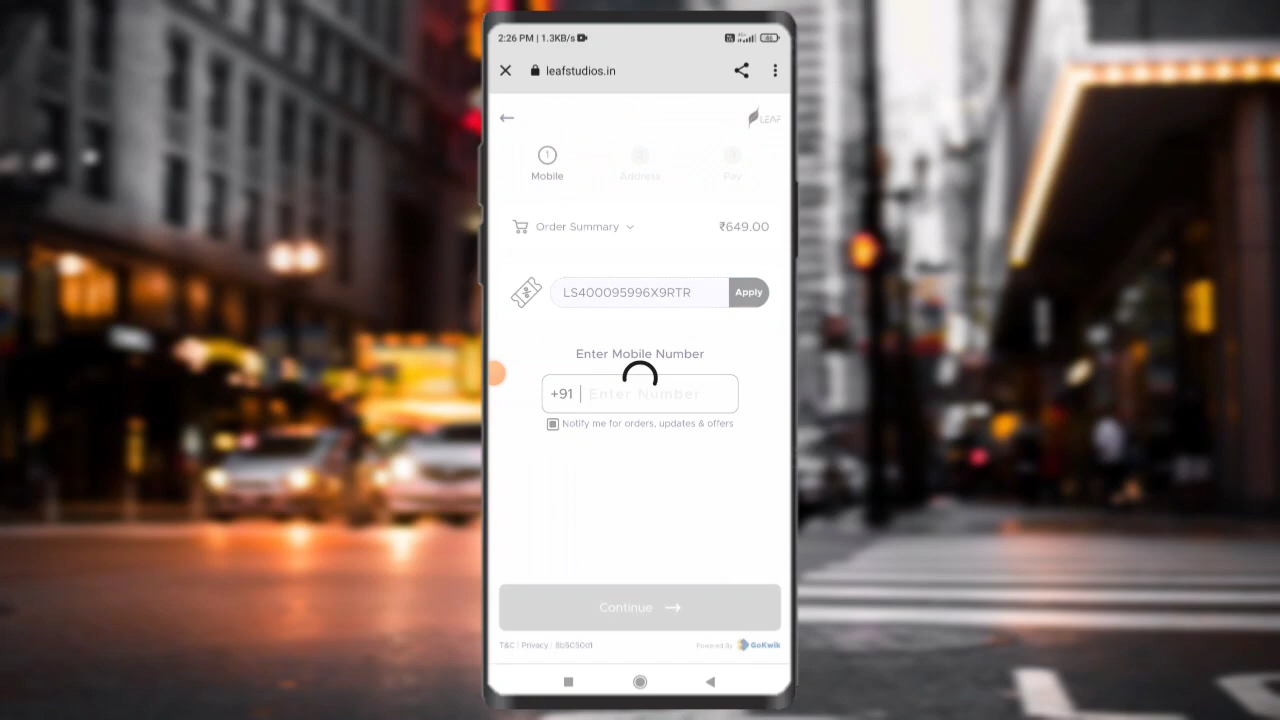 2:26 PM | 1.3KB/s
leafstudios.in
LEAF
1
Mobile
Address
Pay
Order Summary
₹649.00
LS400095996X9RTR
Apply
Enter Mobile Number
+91
Enter Number
Notify me for orders, updates & offers
Continue
T&C | Privacy |
Powered By GoKwik